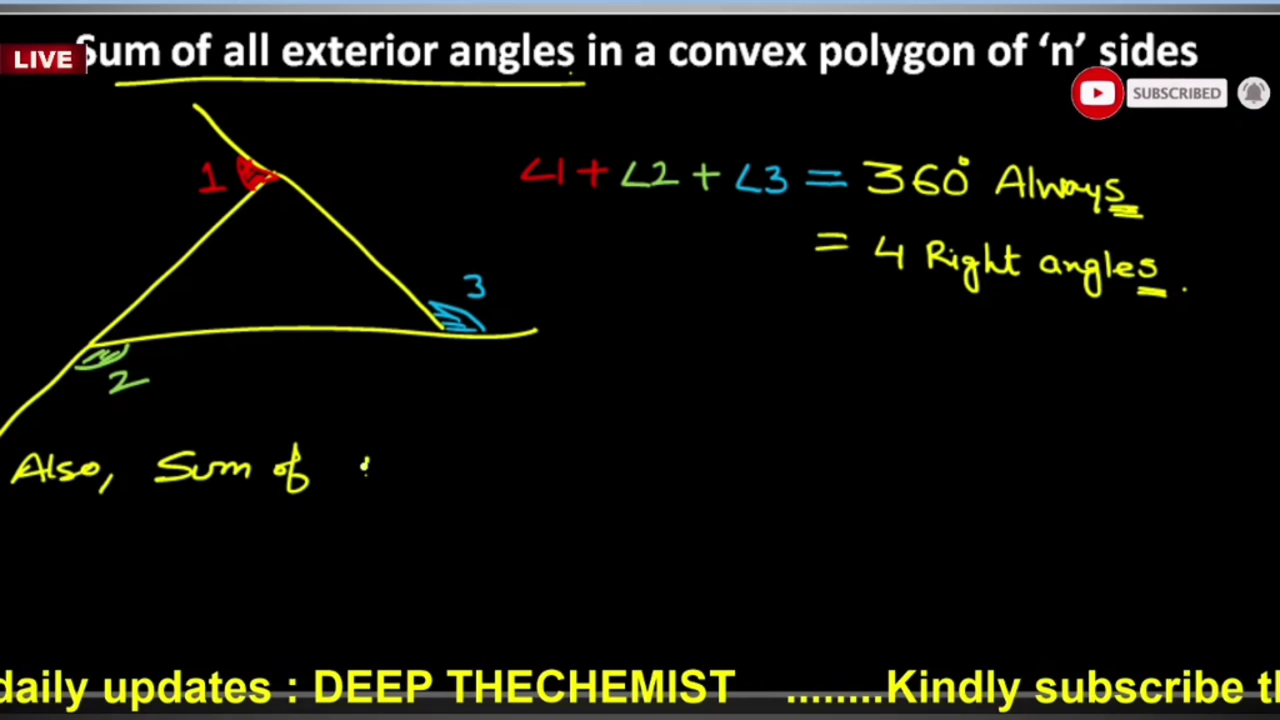 Sum of all exterior angles in a convex polygon of ‘n’ sides
LIVE
SUBSCRIBED
1
∠1 + ∠2 + ∠3 = 360° Always
= 4 Right angles.
3
2
Also, Sum of
daily updates : DEEP THECHEMIST ........Kindly subscribe th